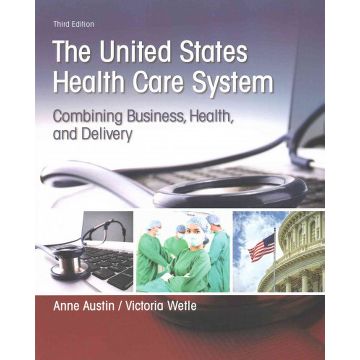 Third Edition
The United States
Health Care System
Combining Business, Health,
and Delivery
Anne Austin / Victoria Wetle